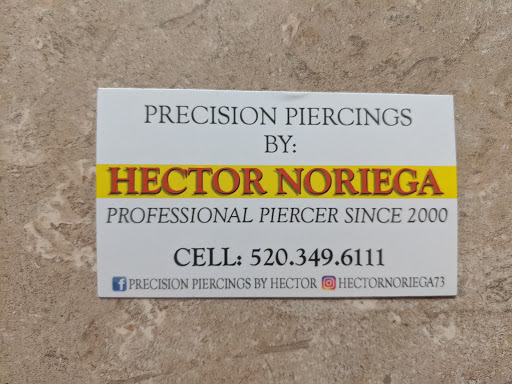 PRECISION PIERCINGS
BY:
HECTOR NORIEGA
PROFESSIONAL PIERCER SINCE 2000
CELL: 520.349.6111
f PRECISION PIERCINGS BY HECTOR HECTORNORIEGA73